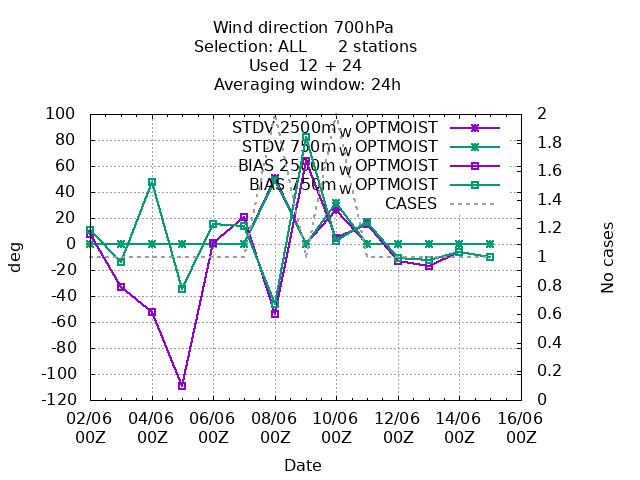 Wind direction 700hPa
Selection: ALL 2 stations
Used 12 + 24
Averaging window: 24h
100
80
60
40
20
0
-20
-40
-60
-80
-100
-120
2
1.8
1.6
1.4
1.2
1
0.8
0.6
0.4
0.2
0
STDV 2500m W OPTMOIST
STDV 750m W OPTMOIST
BIAS 2500m W OPTMOIST
BIAS 750m W OPTMOIST
CASES
deg
No cases
02/06 04/06 06/06 08/06 10/06 12/06 14/06 16/06
00Z 00Z 00Z 00Z 00Z 00Z 00Z 00Z
Date